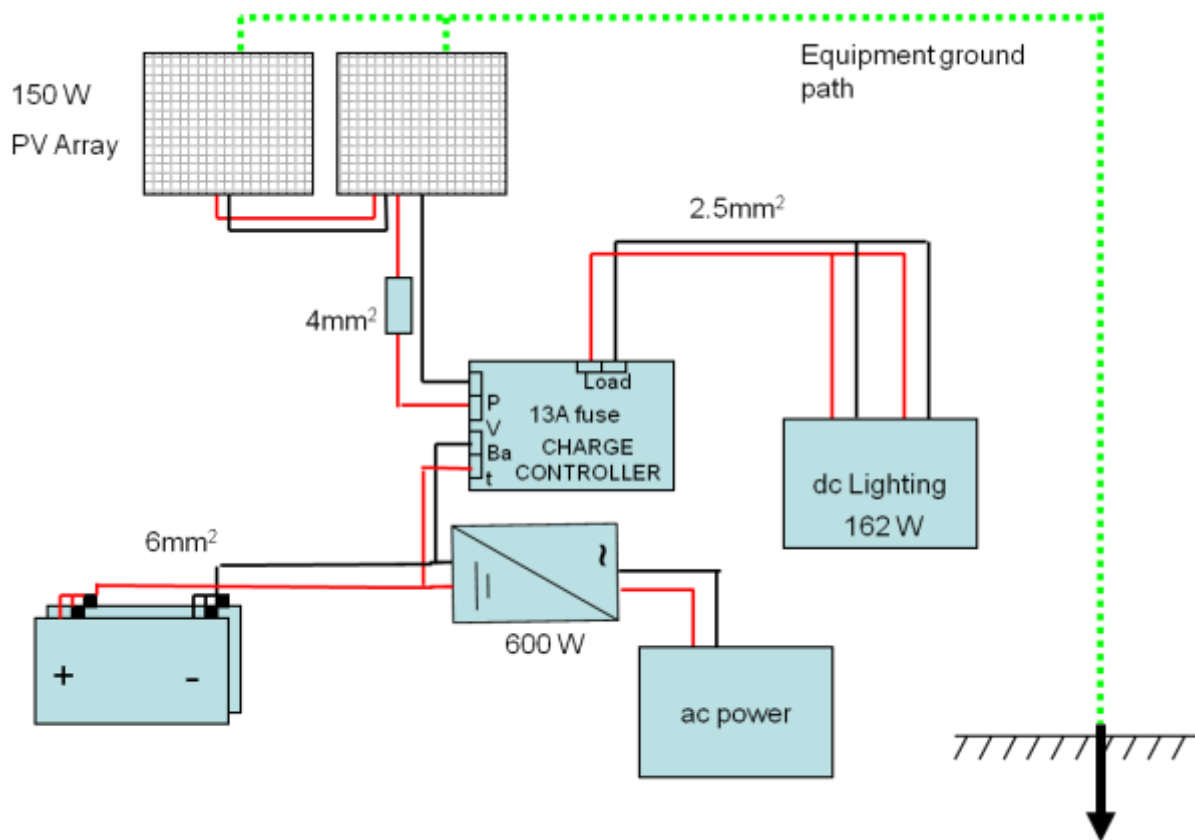 Equipment ground
path
150 W
PV Array
2.5mm²
4mm²
Load
P
V
13A fuse
Ba
t
CHARGE
CONTROLLER
dc Lighting
162 W
6mm²
~
600 W
+
-
ac power